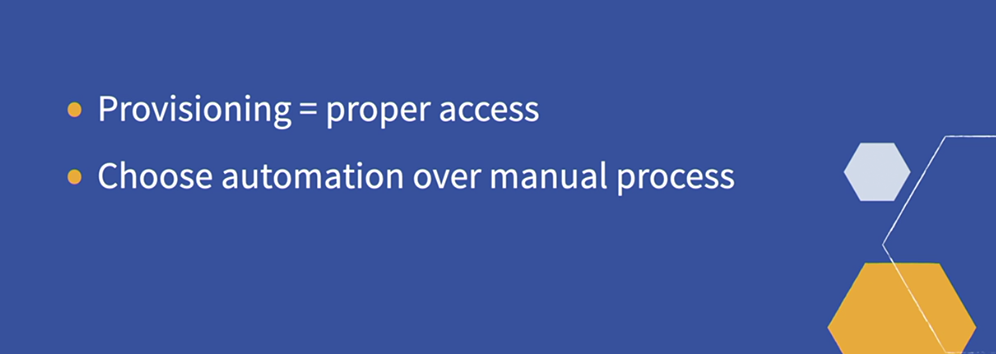 Provisioning = proper access
Choose automation over manual process